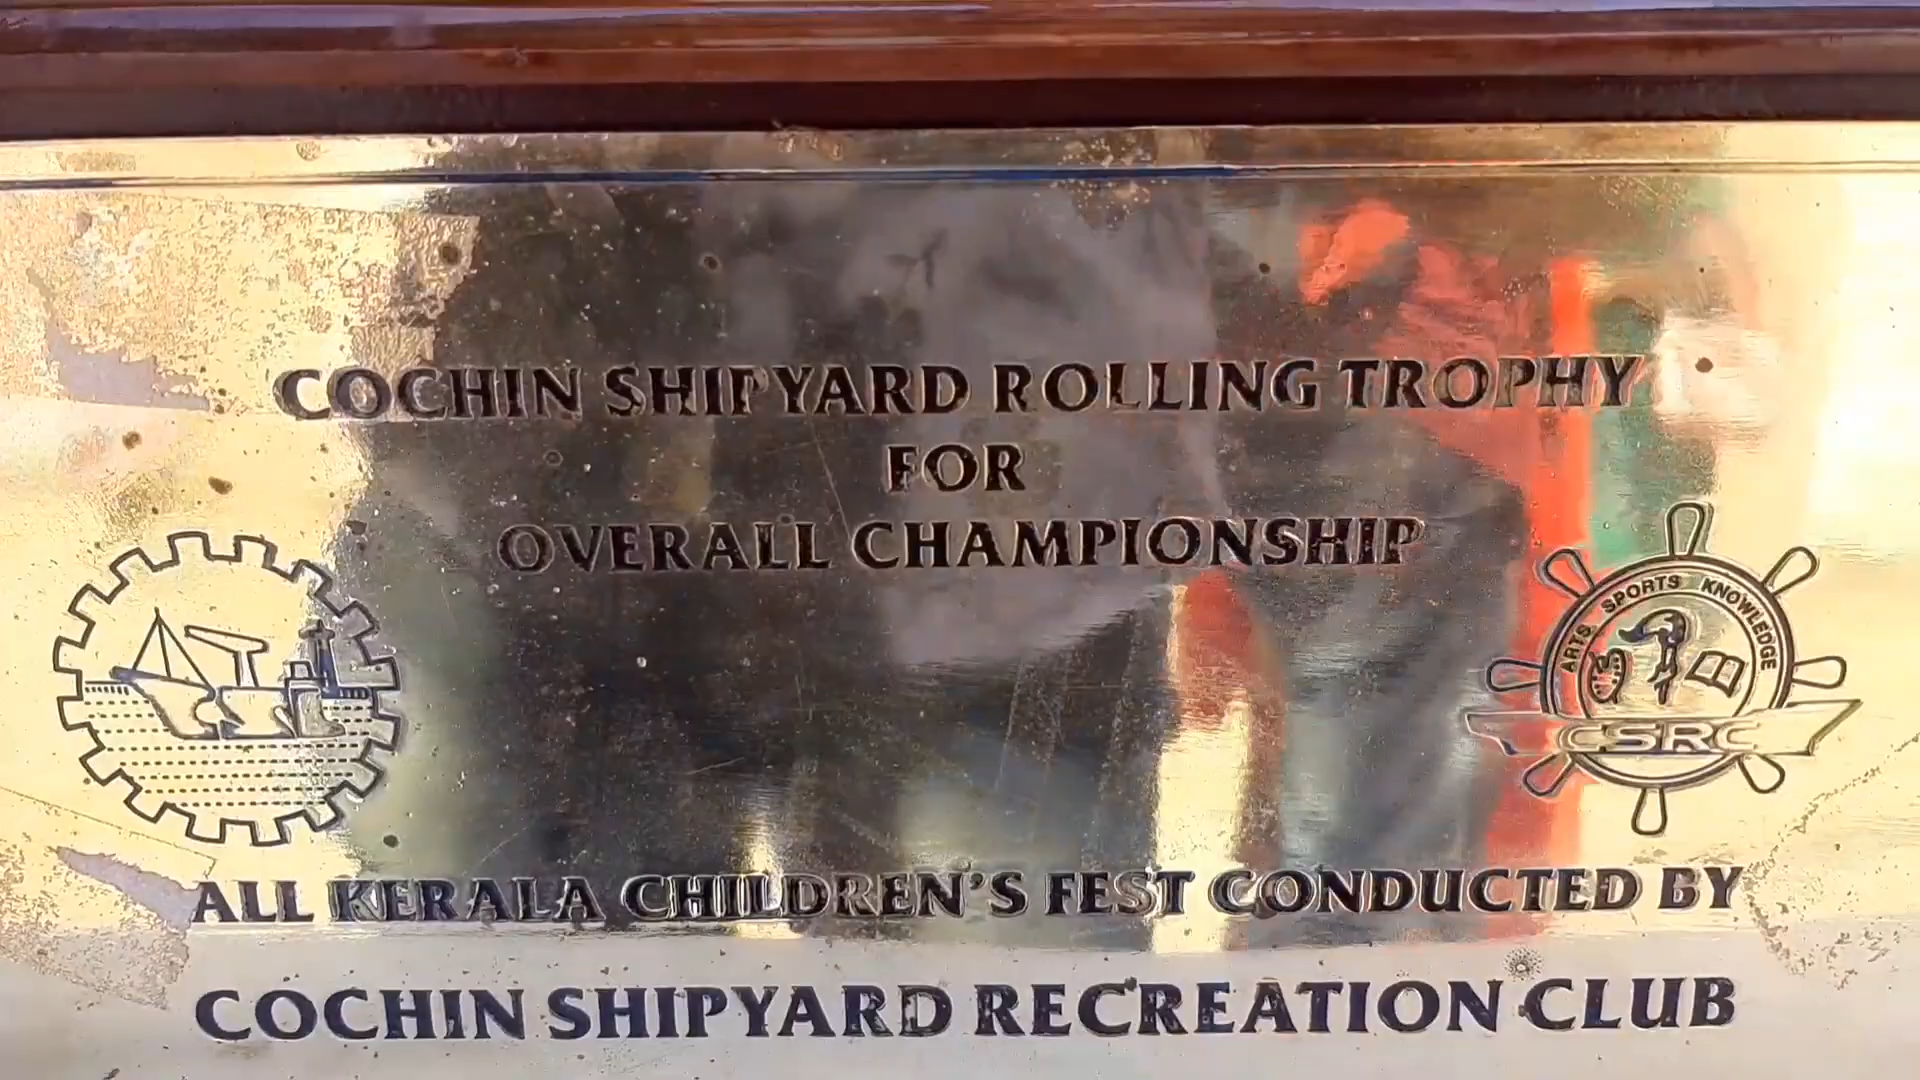 COCHIN SHIPYARD ROLLING TROPHY
FOR
OVERALL CHAMPIONSHIP
ARTS SPORTS KNOWLEDGE
CSRC
ALL KERALA CHILDREN'S FEST CONDUCTED BY
COCHIN SHIPYARD RECREATION CLUB